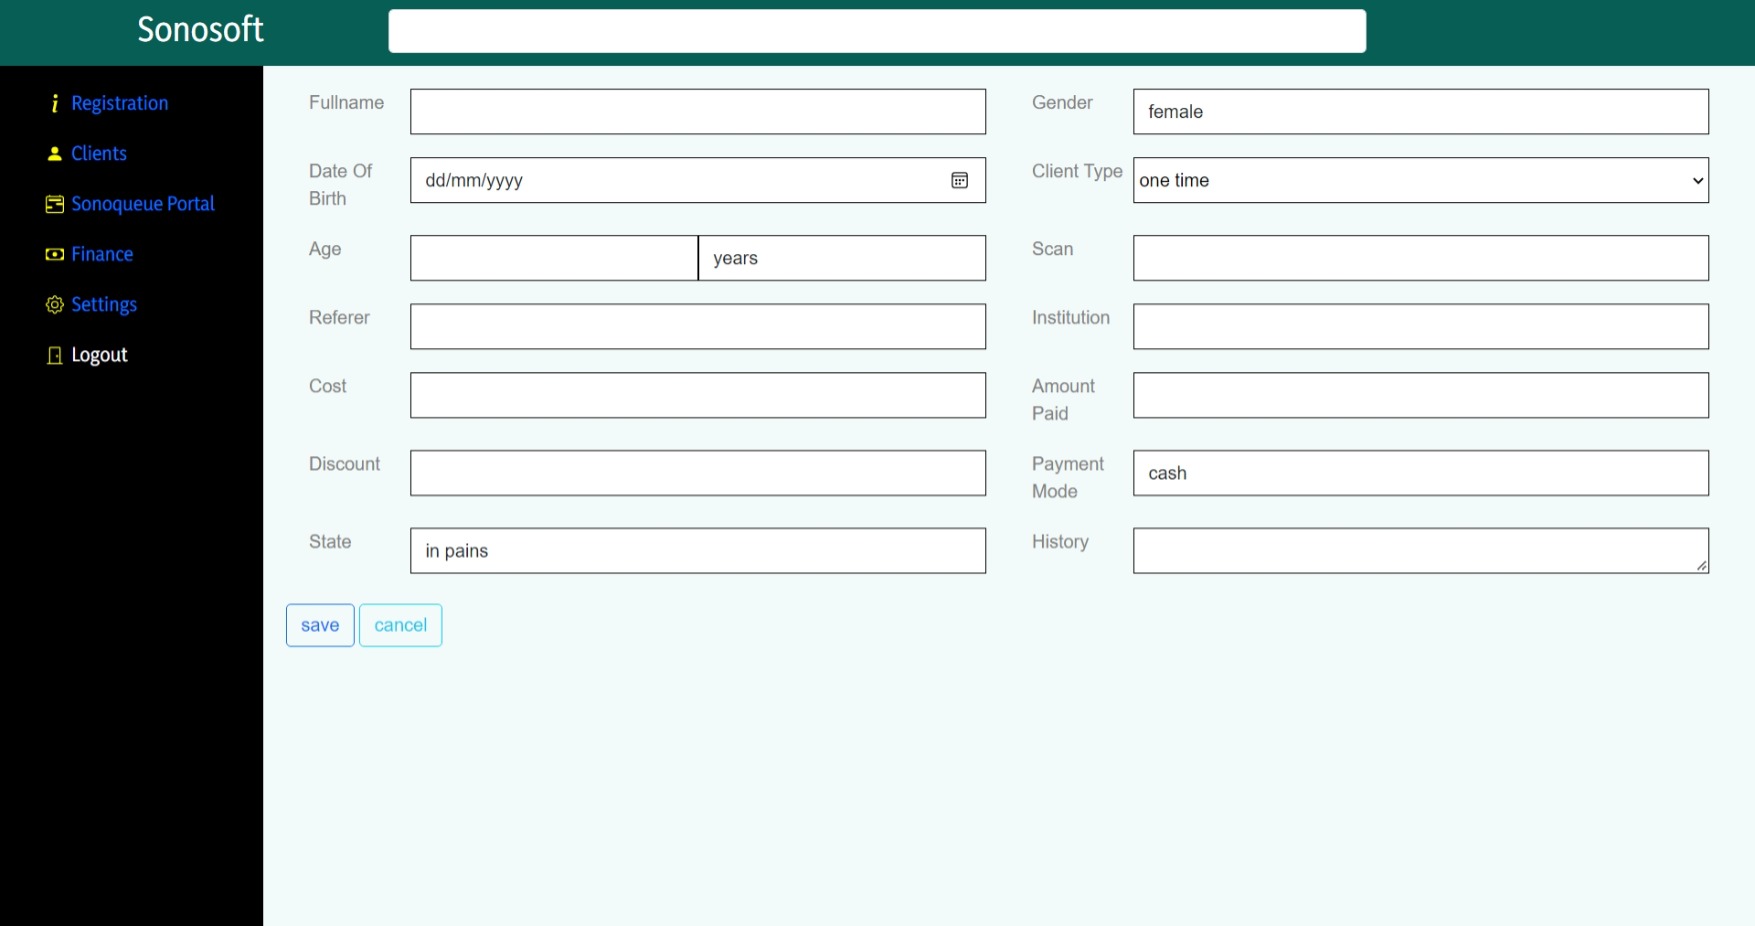 Sonosoft
Registration
Clients
Sonoqueue Portal
Finance
Settings
Logout
Fullname
Gender
female
Date Of
Birth
dd/mm/yyyy
Client Type
one time
Age
years
Scan
Referer
Institution
Cost
Amount
Paid
Discount
Payment
Mode
cash
State
in pains
History
save
cancel